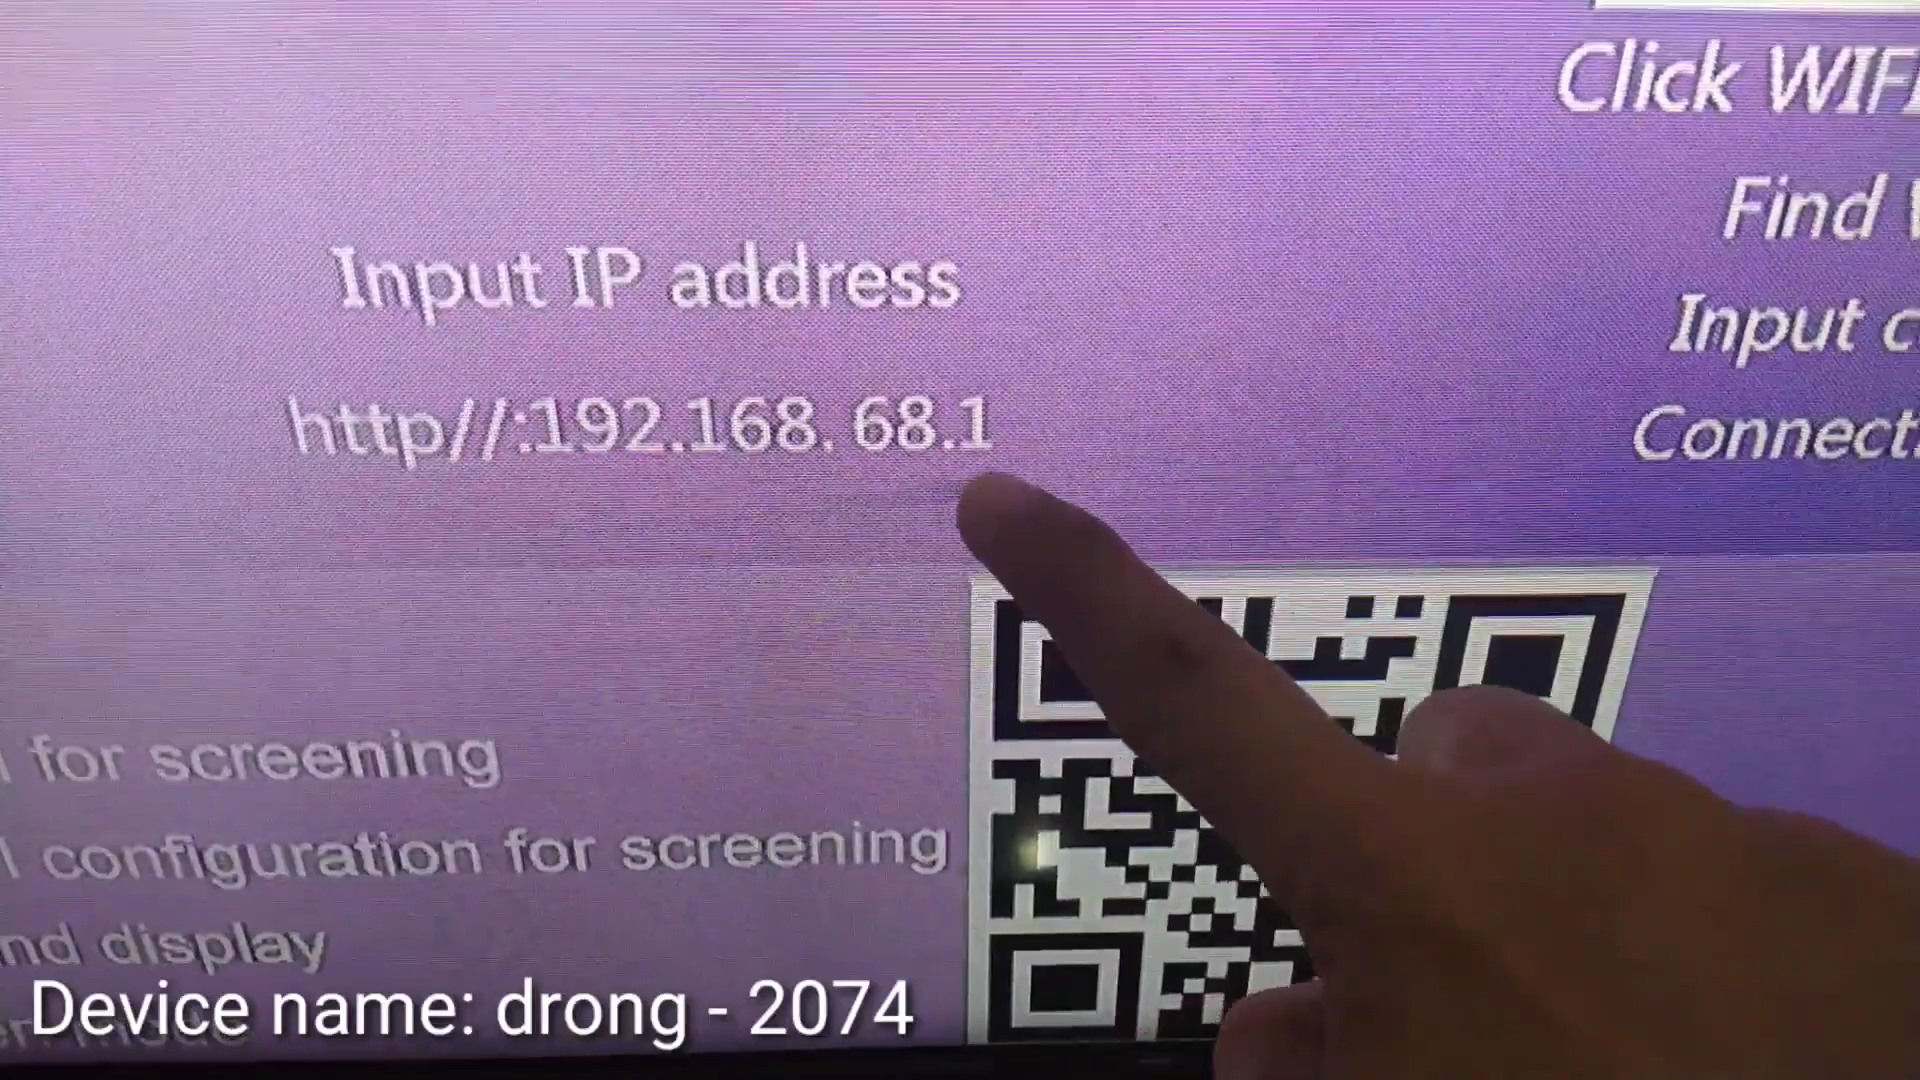 Click WIFI
Find
Input IP address
Input c
http//:192.168. 68.1
Connect
for screening
configuration for screening
nd display
Device name: drong - 2074